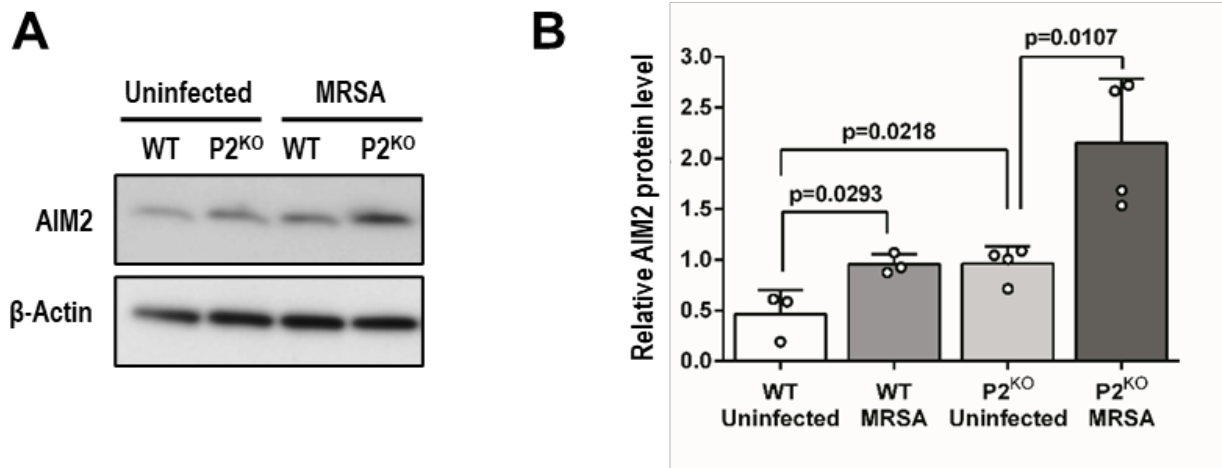 A
Uninfected MRSA
WT P2ᴷᴼ WT P2ᴷᴼ
AIM2
β-Actin
B
Relative AIM2 protein level
3.0
2.5
2.0
1.5
1.0
0.5
0.0
p=0.0107
p=0.0218
p=0.0293
WT
Uninfected
WT
MRSA
P2ᴷᴼ
Uninfected
P2ᴷᴼ
MRSA